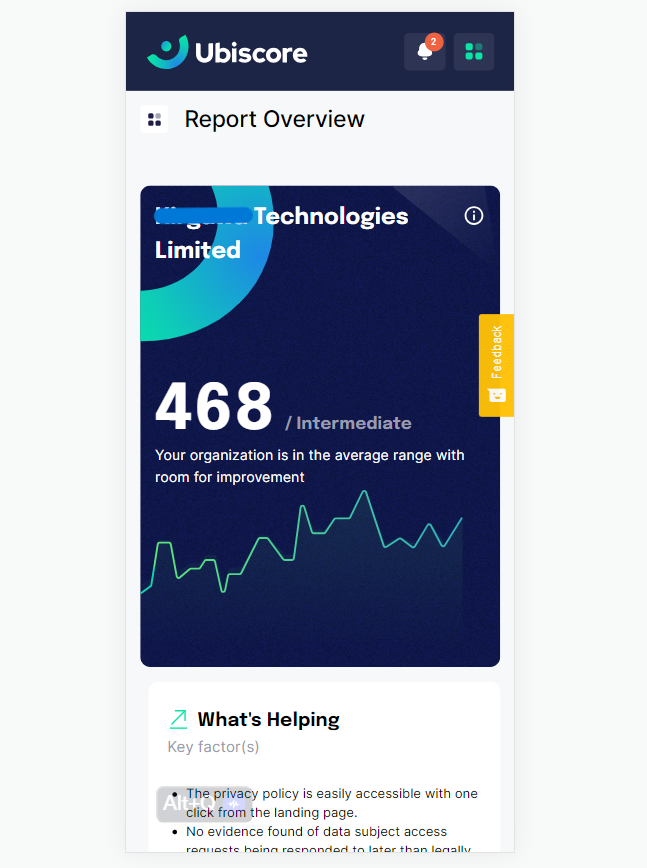 Ubiscore
2
Report Overview
Technologies
Limited
Feedback
468 / Intermediate
Your organization is in the average range with
room for improvement
What's Helping
Key factor(s)
The privacy policy is easily accessible with one
click from the landing page.
Alt+Q
No evidence found of data subject access
requests being responded to later than legally